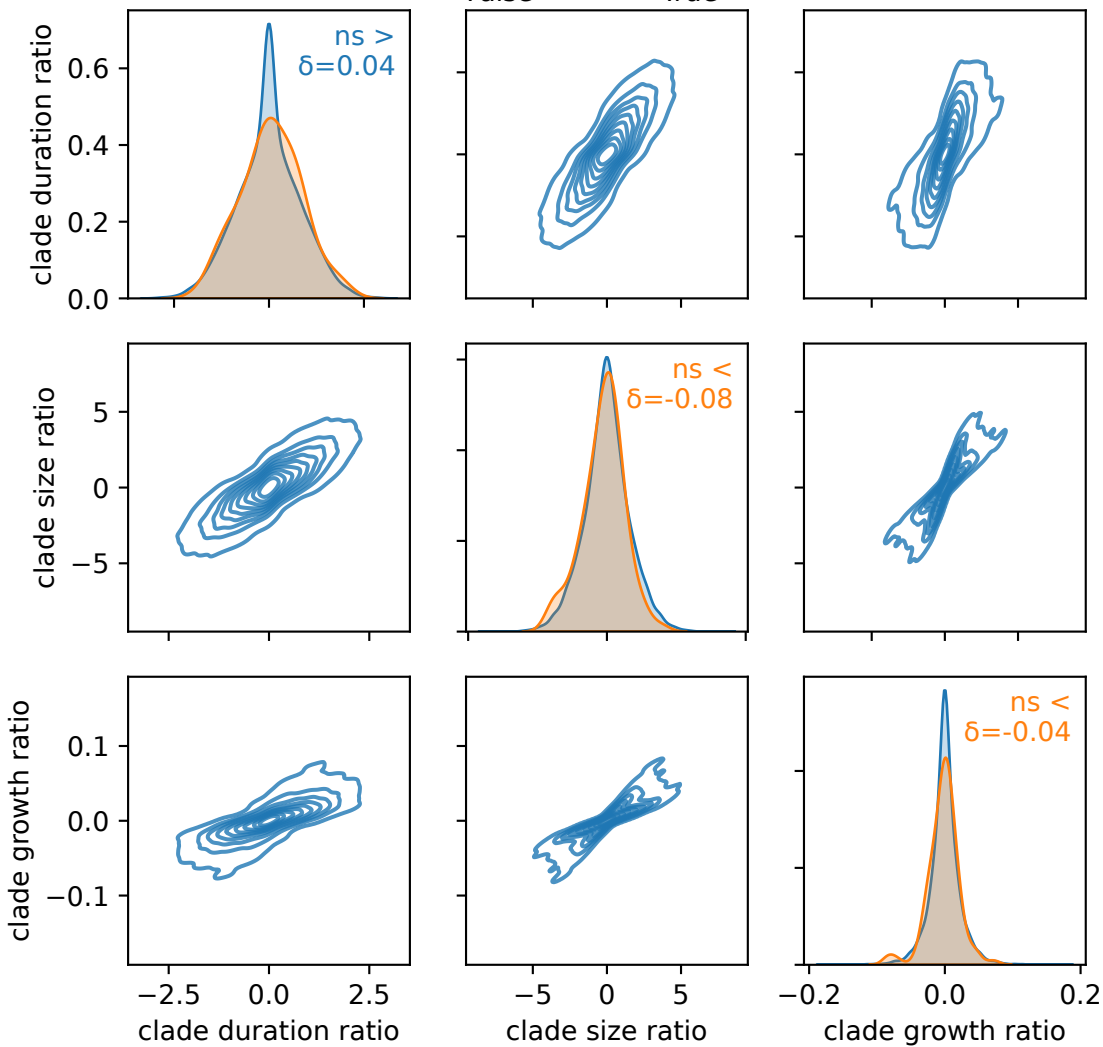 ns >
δ=0.04
clade duration ratio
0.6
0.4
0.2
0.0
ns <
δ=-0.08
clade size ratio
5
0
−5
ns <
δ=-0.04
clade growth ratio
0.1
0.0
−0.1
−2.5 0.0 2.5 −5 0 5 −0.2 0.0 0.2
clade duration ratio clade size ratio clade growth ratio